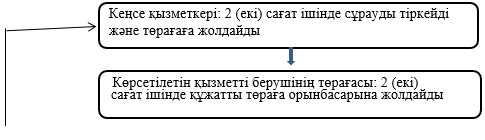 Кеңсе қызметкері: 2 (екі) сағат ішінде сұрауды тіркейді
және төрағаға жолдайды
Көрсетілетін қызметті берушінің төрағасы: 2 (екі)
сағат ішінде құжатты төраға орынбасарына жолдайды